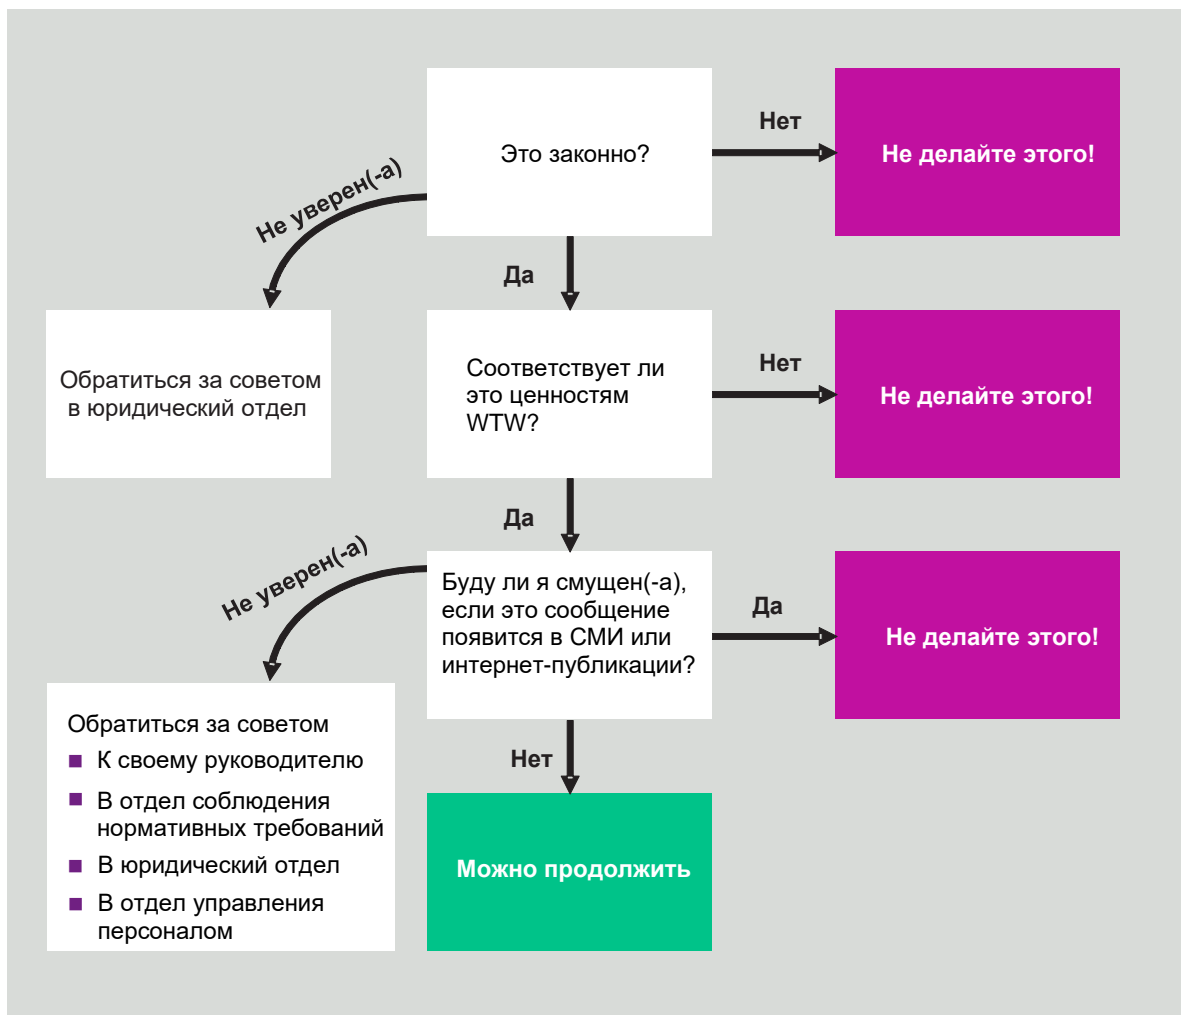 Это законно?
Нет
Не делайте этого!
Не уверен(-а)
Да
Обратиться за советом
в юридический отдел
Соответствует ли
это ценностям
WTW?
Нет
Не делайте этого!
Да
Не уверен(-а)
Буду ли я смущен(-а),
если это сообщение
появится в СМИ или
интернет-публикации?
Да
Не делайте этого!
Обратиться за советом
К своему руководителю
В отдел соблюдения
нормативных требований
В юридический отдел
В отдел управления
персоналом
Нет
Можно продолжить